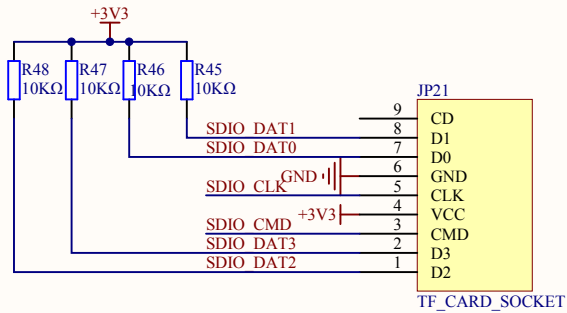 +3V3
R48
10KΩ
R47
10KΩ
R46
10KΩ
R45
10KΩ
JP21
9 CD
SDIO_DAT1 8 D1
SDIO_DAT0 7 D0
GND 6 GND
SDIO_CLK 5 CLK
+3V3 4 VCC
SDIO_CMD 3 CMD
SDIO_DAT3 2 D3
SDIO_DAT2 1 D2
TF_CARD_SOCKET